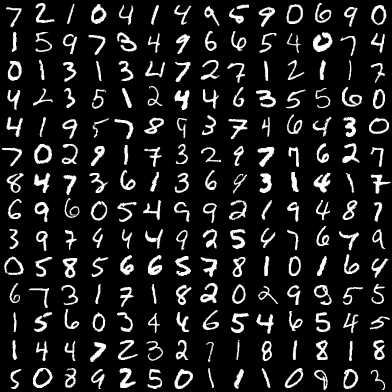 7 2 1 0 4 1 4 9 5 9 0 6 9 0
1 5 9 7 3 4 9 6 6 5 4 0 7 4
0 1 3 1 3 4 7 2 7 1 2 1 1 7
4 2 3 5 1 2 4 4 6 3 5 5 6 0
4 1 9 5 7 8 9 3 7 4 6 4 3 0
7 0 2 9 1 7 3 2 9 7 7 6 2 7
8 4 7 3 6 1 3 6 9 3 1 4 1 7
6 9 6 0 5 4 9 9 2 1 9 4 8 7
3 9 7 4 4 4 9 2 5 4 7 6 7 9
0 5 8 5 6 6 5 7 8 1 0 1 6 4
6 7 3 1 7 1 8 2 0 2 9 9 5 5
1 5 6 0 3 4 4 6 5 4 6 5 4 5
1 4 4 7 2 3 2 7 1 8 1 8 1 8
5 0 8 9 2 5 0 1 1 1 0 9 0 3